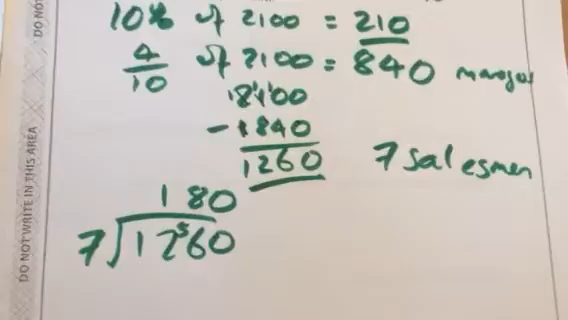 DO NOT
10% of 2100 = 210
4/10 of 2100 = 840 manager
2100
- 840
1260 7 salesmen
180
7)1260
DO NOT WRITE IN THIS AREA